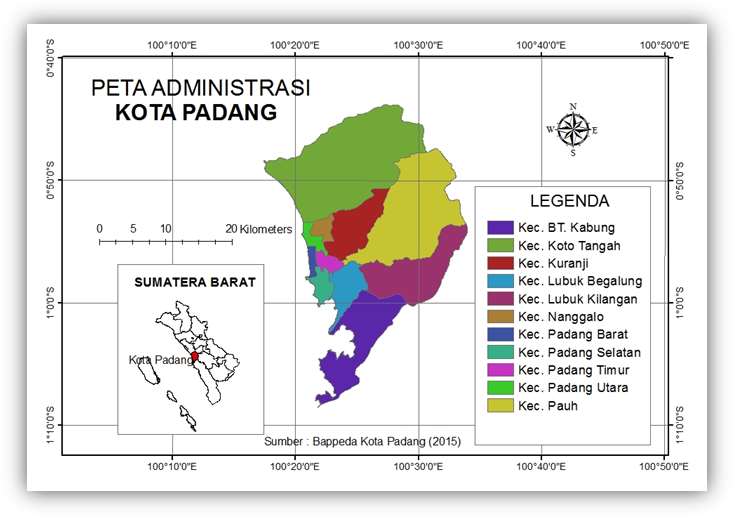 100°10'0"E 100°20'0"E 100°30'0"E 100°40'0"E 100°50'0"E
0°40'0"S
0°40'0"S
PETA ADMINISTRASI
KOTA PADANG
N
W E
S
0°50'0"S
0°50'0"S
0 5 10 20 Kilometers
LEGENDA
Kec. BT. Kabung
Kec. Koto Tangah
Kec. Kuranji
Kec. Lubuk Begalung
Kec. Lubuk Kilangan
Kec. Nanggalo
Kec. Padang Barat
Kec. Padang Selatan
Kec. Padang Timur
Kec. Padang Utara
Kec. Pauh
SUMATERA BARAT
Kota Padang
1°00'0"S
1°00'0"S
1°10'0"S
1°10'0"S
Sumber : Bappeda Kota Padang (2015)
100°10'0"E 100°20'0"E 100°30'0"E 100°40'0"E 100°50'0"E